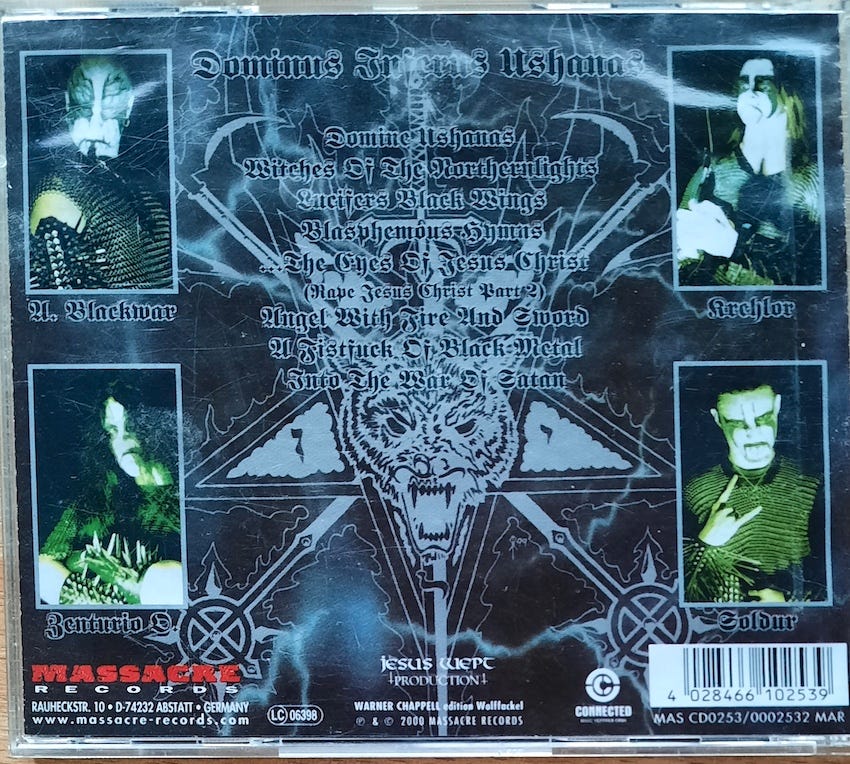 Dominus Infernus Ushanas
Domine Ushanas
Witches Of The Northernlights
Lucifers Black Wings
Blasphemous Hymns
...The Eyes Of Jesus Christ
(Rape Jesus Christ Part 2)
Angel With Fire And Sword
A Fistfuck Of Black Metal
Into The War Of Satan
A. Blackwar
Krehlor
Zenturio D.
Soldur
MASSACRE
RECORDS
RAUHECKSTR. 10 • D-74232 ABSTATT • GERMANY
www.massacre-records.com
LC 06398
JESUS WEPT
PRODUCTION
WARNER CHAPPELL edition Wolffackel
℗ & © 2000 MASSACRE RECORDS
CONNECTED
4 028466 102539
MAS CD0253/0002532 MAR